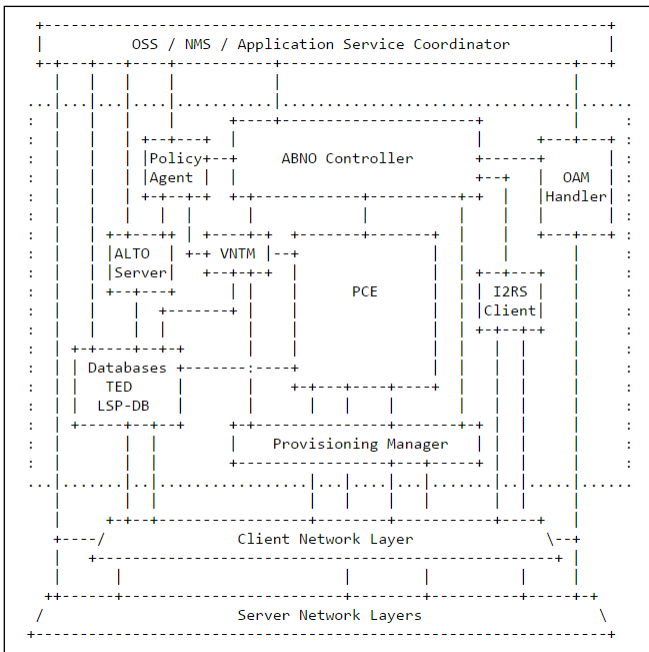 OSS / NMS / Application Service Coordinator
Policy ABNO Controller OAM
Agent Handler
ALTO VNTM
Server PCE I2RS
Client
Databases
TED
LSP-DB
Provisioning Manager
Client Network Layer
Server Network Layers